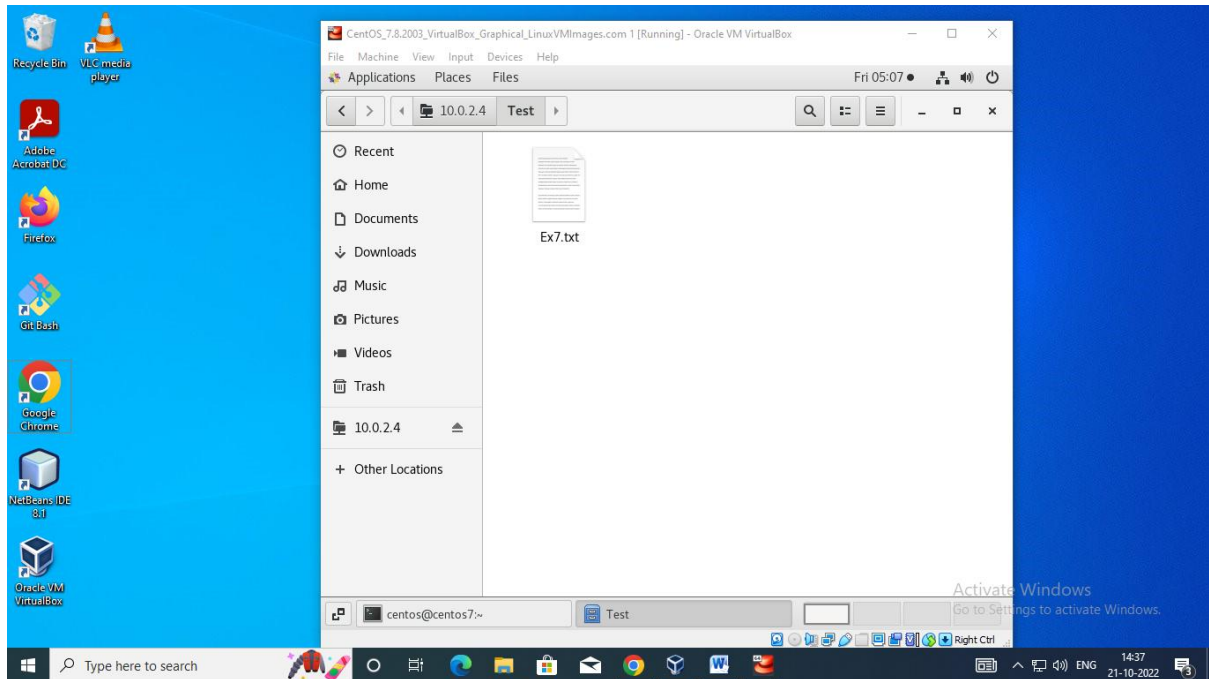 Recycle Bin
VLC media
player
Adobe
Acrobat DC
Firefox
Git Bash
Google
Chrome
NetBeans IDE
8.1
Oracle VM
VirtualBox
CentOS_7.8.2003_VirtualBox_Graphical_LinuxVMImages.com 1 [Running] - Oracle VM VirtualBox
File Machine View Input Devices Help
Applications Places Files Fri 05:07
10.0.2.4 Test
Recent
Home
Documents
Downloads
Music
Pictures
Videos
Trash
10.0.2.4
+ Other Locations
Ex7.txt
centos@centos7:~ Test
Right Ctrl
Activate Windows
Go to Settings to activate Windows.
Type here to search
ENG
14:37
21-10-2022
3